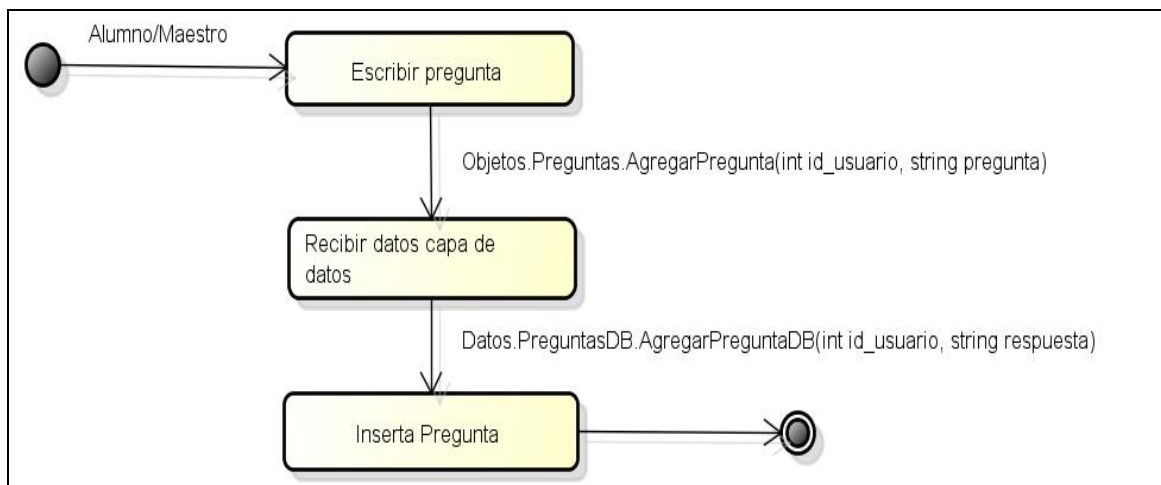 Alumno/Maestro
Escribir pregunta
Objetos.Preguntas.AgregarPregunta(int id_usuario, string pregunta)
Recibir datos capa de
datos
Datos.PreguntasDB.AgregarPreguntaDB(int id_usuario, string respuesta)
Inserta Pregunta